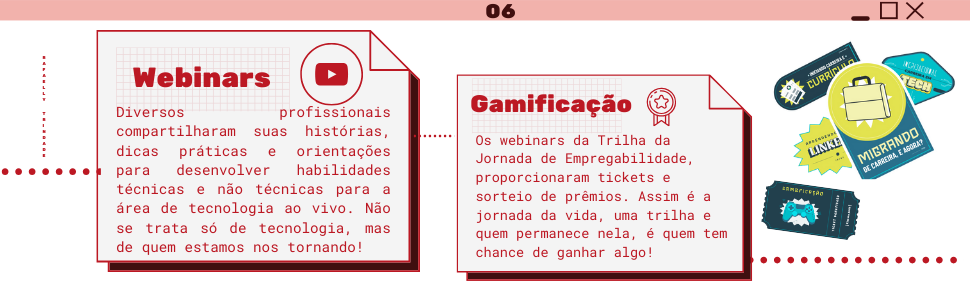 06
Webinars
Diversos profissionais
compartilharam suas histórias,
dicas práticas e orientações
para desenvolver habilidades
técnicas e não técnicas para a
área de tecnologia ao vivo. Não
se trata só de tecnologia, mas
de quem estamos nos tornando!
Gamificação
Os webinars da Trilha da
Jornada de Empregabilidade,
proporcionaram tickets e
sorteio de prêmios. Assim é a
jornada da vida, uma trilha e
quem permanece nela, é quem tem
chance de ganhar algo!
CURRÍCULO
TECH
MIGRANDO
DE CARREIRA, E AGORA?
GAMIFICAÇÃO